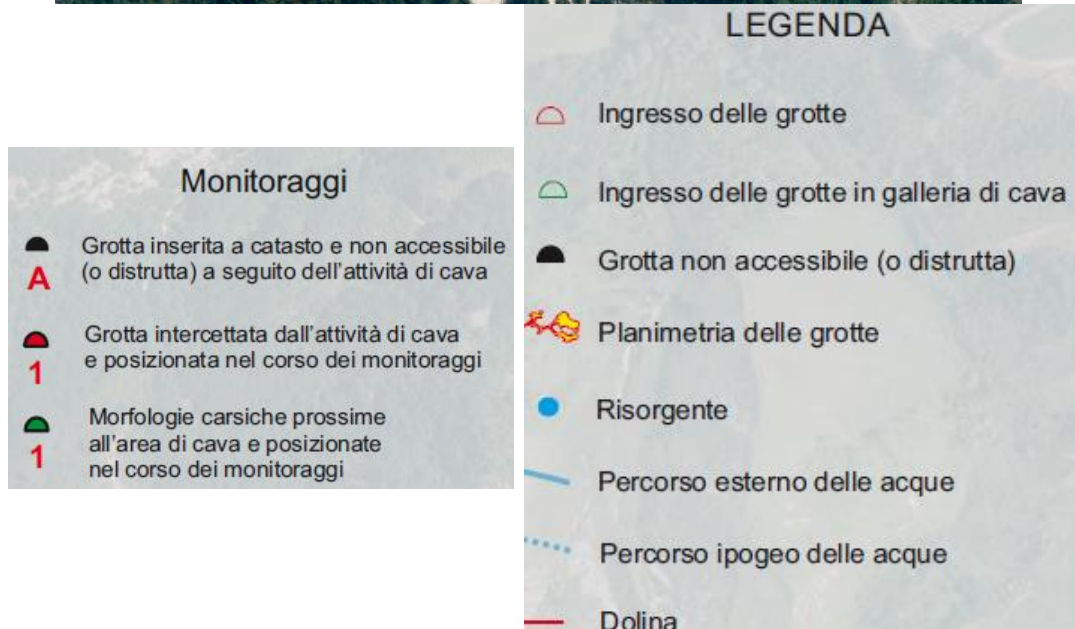 Monitoraggi
Grotta inserita a catasto e non accessibile
(o distrutta) a seguito dell'attività di cava
A
Grotta intercettata dall'attività di cava
e posizionata nel corso dei monitoraggi
1
Morfologie carsiche prossime
all'area di cava e posizionate
nel corso dei monitoraggi
1
LEGENDA
Ingresso delle grotte
Ingresso delle grotte in galleria di cava
Grotta non accessibile (o distrutta)
Planimetria delle grotte
Risorgente
Percorso esterno delle acque
Percorso ipogeo delle acque
Dolina